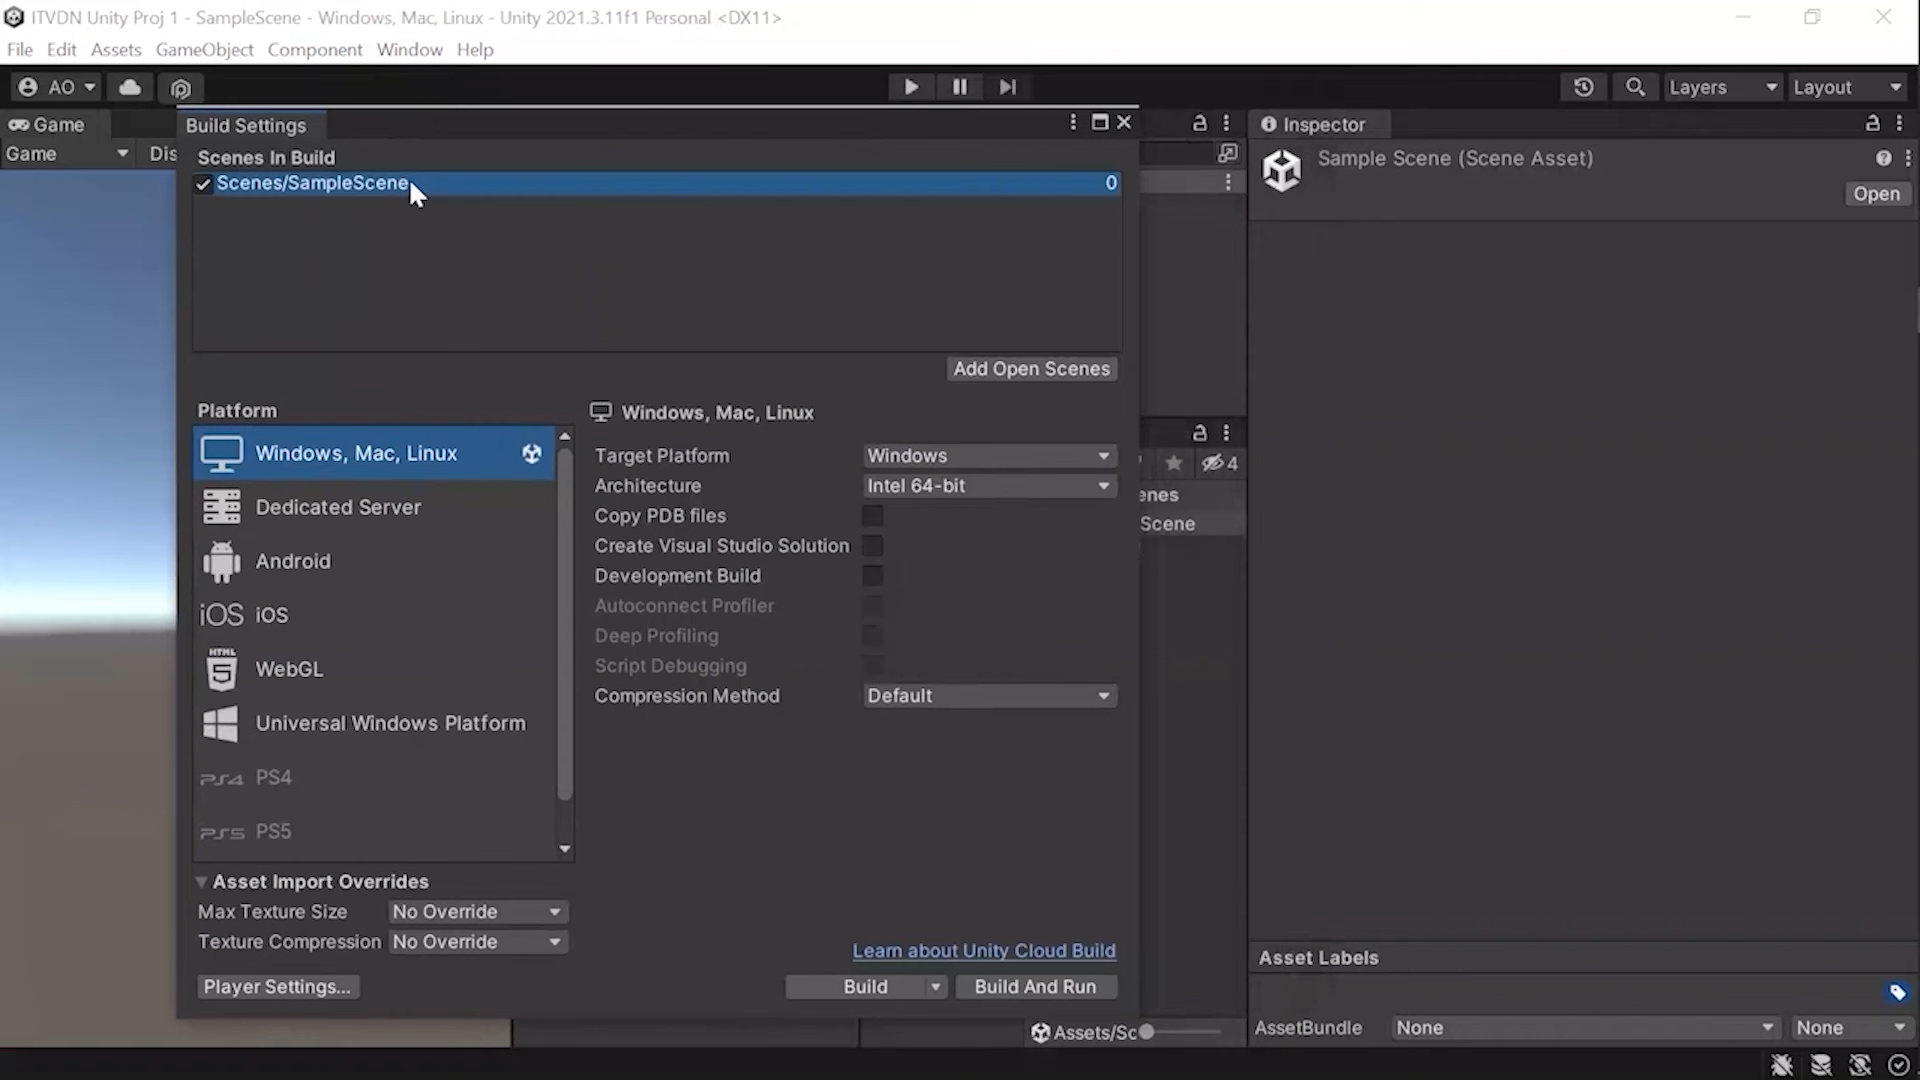 ITVDN Unity Proj 1 - SampleScene - Windows, Mac, Linux - Unity 2021.3.11f1 Personal <DX11>
File Edit Assets GameObject Component Window Help
AO Layers Layout
Game
Game Dis
Build Settings
Scenes In Build
Scenes/SampleScene 0
Add Open Scenes
Platform
Windows, Mac, Linux
Dedicated Server
Android
iOS iOS
HTML 5 WebGL
Universal Windows Platform
PS4 PS4
PS5 PS5
Windows, Mac, Linux
Target Platform Windows
Architecture Intel 64-bit
Copy PDB files
Create Visual Studio Solution
Development Build
Autoconnect Profiler
Deep Profiling
Script Debugging
Compression Method Default
Asset Import Overrides
Max Texture Size No Override
Texture Compression No Override
Learn about Unity Cloud Build
Player Settings... Build Build And Run
4
enes
Scene
Assets/Sc
Inspector
Sample Scene (Scene Asset)
Open
Asset Labels
AssetBundle None None